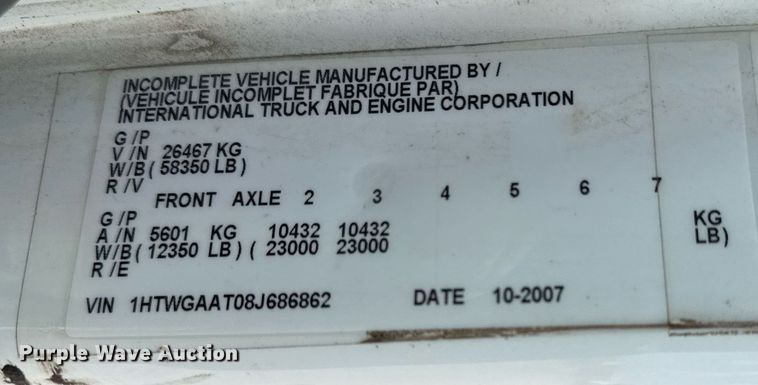 INCOMPLETE VEHICLE MANUFACTURED BY /
(VEHICULE INCOMPLET FABRIQUE PAR)
INTERNATIONAL TRUCK AND ENGINE CORPORATION
G /P
V /N 26467 KG
W/B ( 58350 LB )
R /V
FRONT AXLE 2 3 4 5 6 7
G /P
A /N 5601 KG 10432 10432 KG
W/B ( 12350 LB ) ( 23000 23000 LB)
R /E
VIN 1HTWGAAT08J686862 DATE 10-2007
Purple Wave Auction